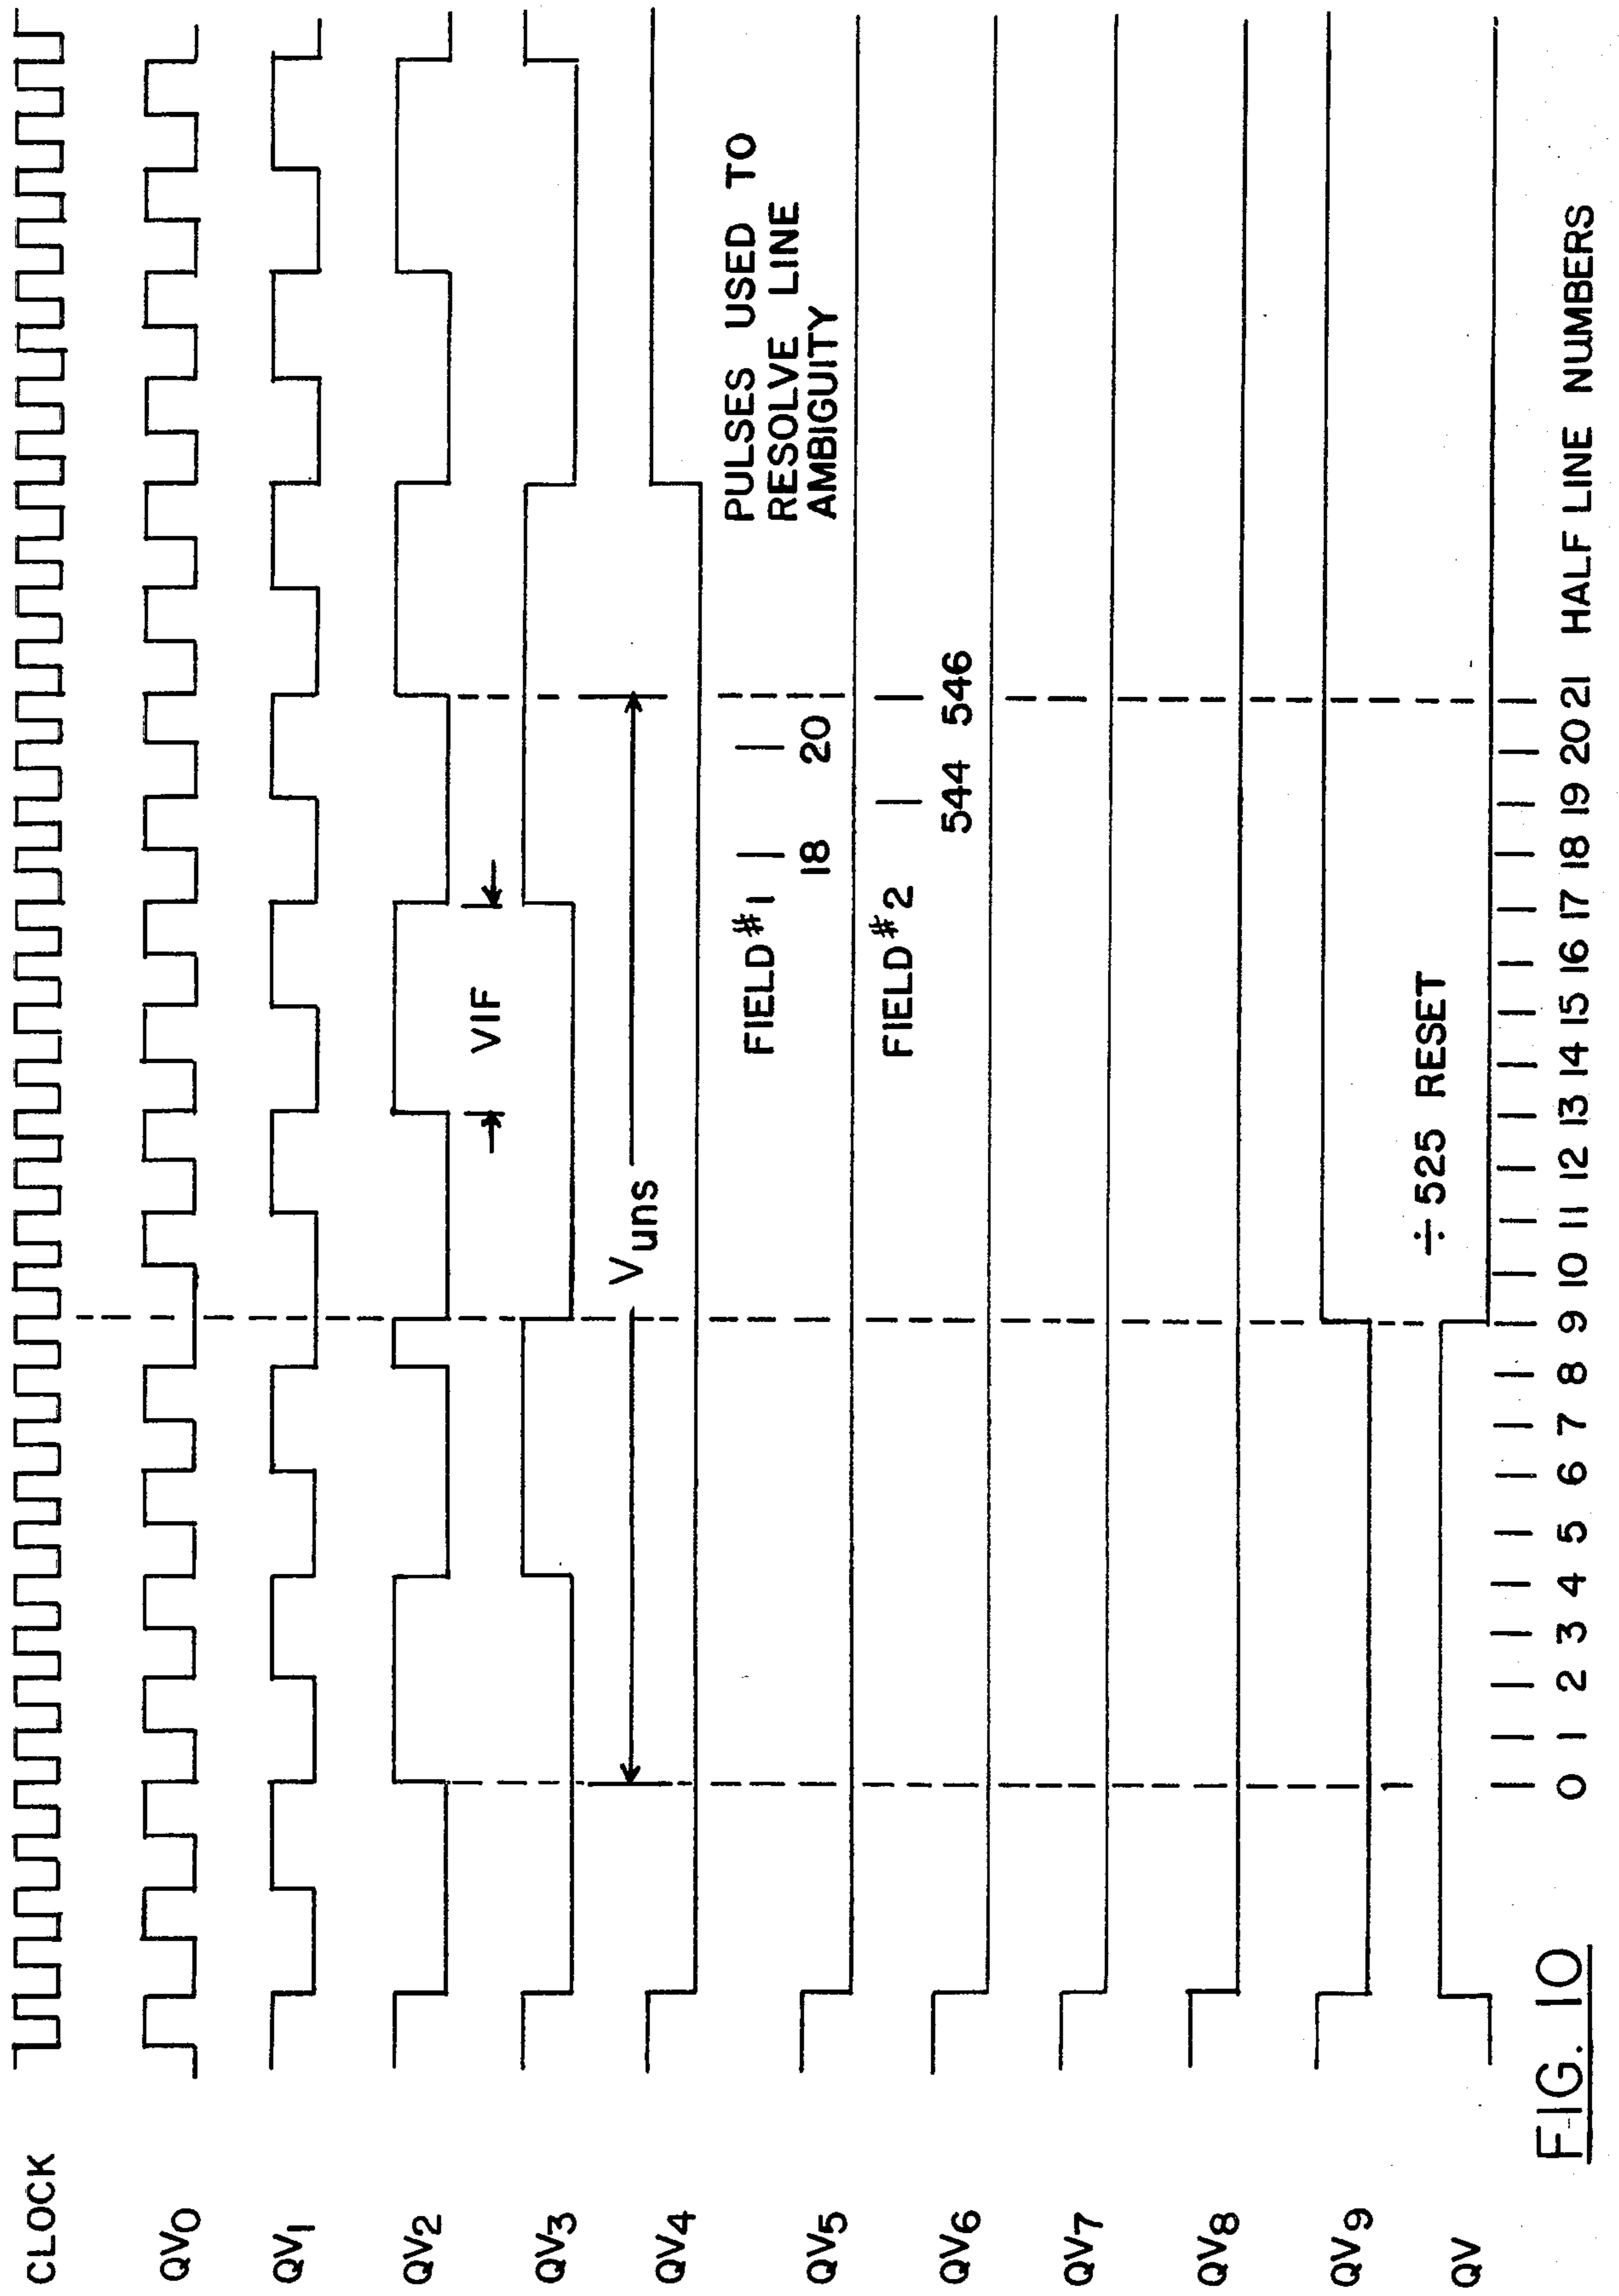 CLOCK
QV0
QV1
QV2
VIF
QV3
Vuns
QV4
PULSES USED TO
RESOLVE LINE
AMBIGUITY
FIELD #1
18 20
QV5
FIELD #2
544 546
QV6
QV7
QV8
QV9
÷ 525 RESET
QV
0 1 2 3 4 5 6 7 8 9 10 11 12 13 14 15 16 17 18 19 20 21 HALF LINE NUMBERS
FIG. 10